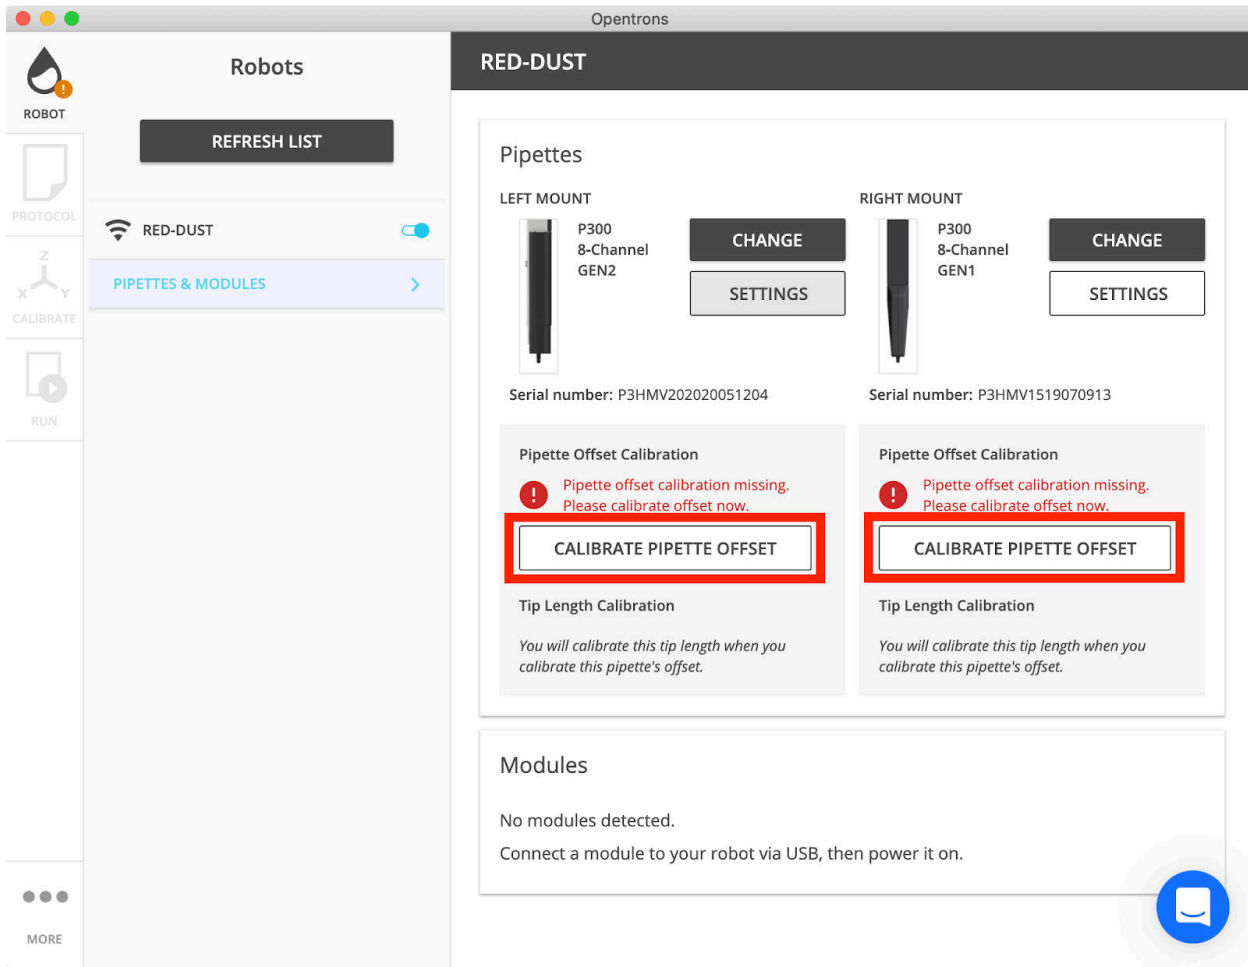 Opentrons
ROBOT
PROTOCOL
Z
X
Y
CALIBRATE
RUN
MORE
Robots
REFRESH LIST
RED-DUST
PIPETTES & MODULES
RED-DUST
Pipettes
LEFT MOUNT
P300
8-Channel
GEN2
CHANGE
SETTINGS
Serial number: P3HMV202020051204
Pipette Offset Calibration
Pipette offset calibration missing.
Please calibrate offset now.
CALIBRATE PIPETTE OFFSET
Tip Length Calibration
You will calibrate this tip length when you
calibrate this pipette's offset.
RIGHT MOUNT
P300
8-Channel
GEN1
CHANGE
SETTINGS
Serial number: P3HMV1519070913
Pipette Offset Calibration
Pipette offset calibration missing.
Please calibrate offset now.
CALIBRATE PIPETTE OFFSET
Tip Length Calibration
You will calibrate this tip length when you
calibrate this pipette's offset.
Modules
No modules detected.
Connect a module to your robot via USB, then power it on.